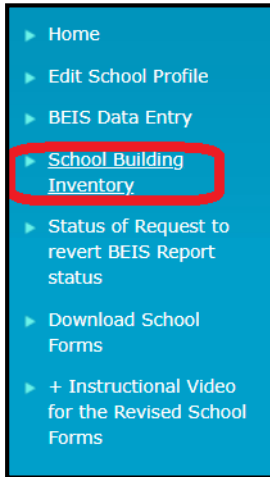 Home
Edit School Profile
BEIS Data Entry
School Building
Inventory
Status of Request to
revert BEIS Report
status
Download School
Forms
+ Instructional Video
for the Revised School
Forms